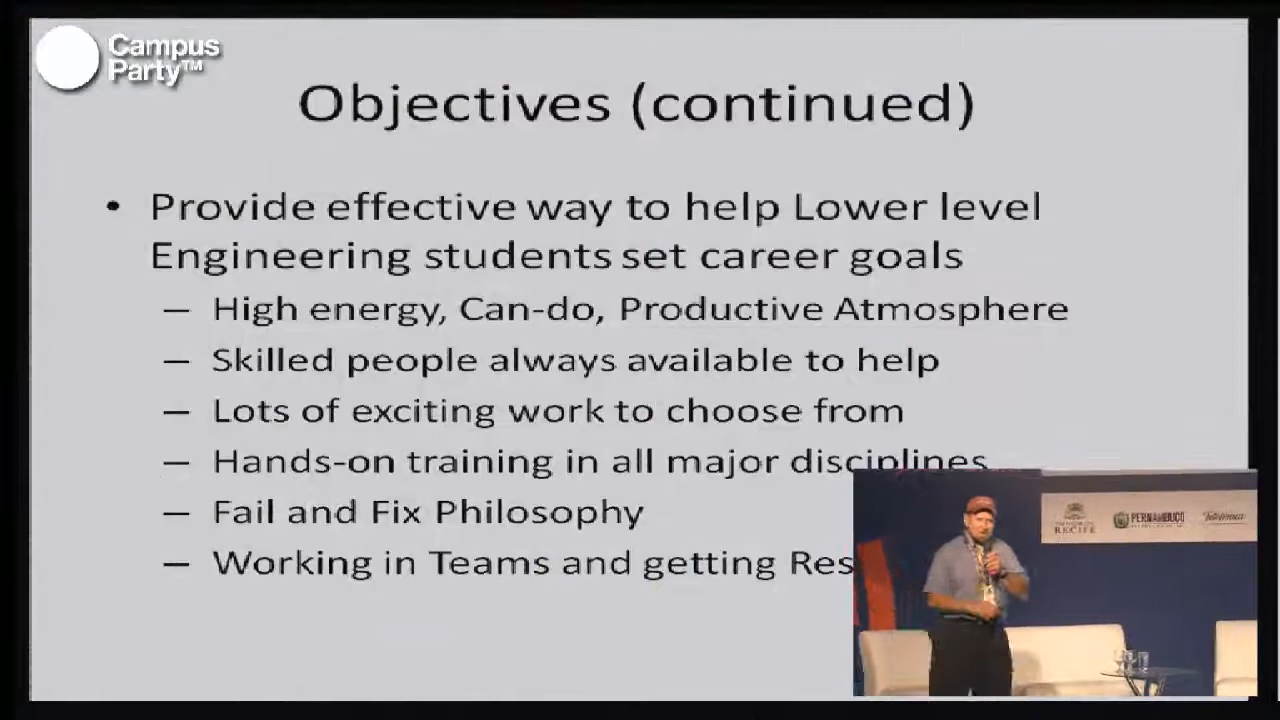 Campus
Party™
Objectives (continued)
• Provide effective way to help Lower level
Engineering students set career goals
– High energy, Can-do, Productive Atmosphere
– Skilled people always available to help
– Lots of exciting work to choose from
– Hands-on training in all major disciplines
– Fail and Fix Philosophy
– Working in Teams and getting Res
RECIFE
PERNAMBUCO
Telefónica